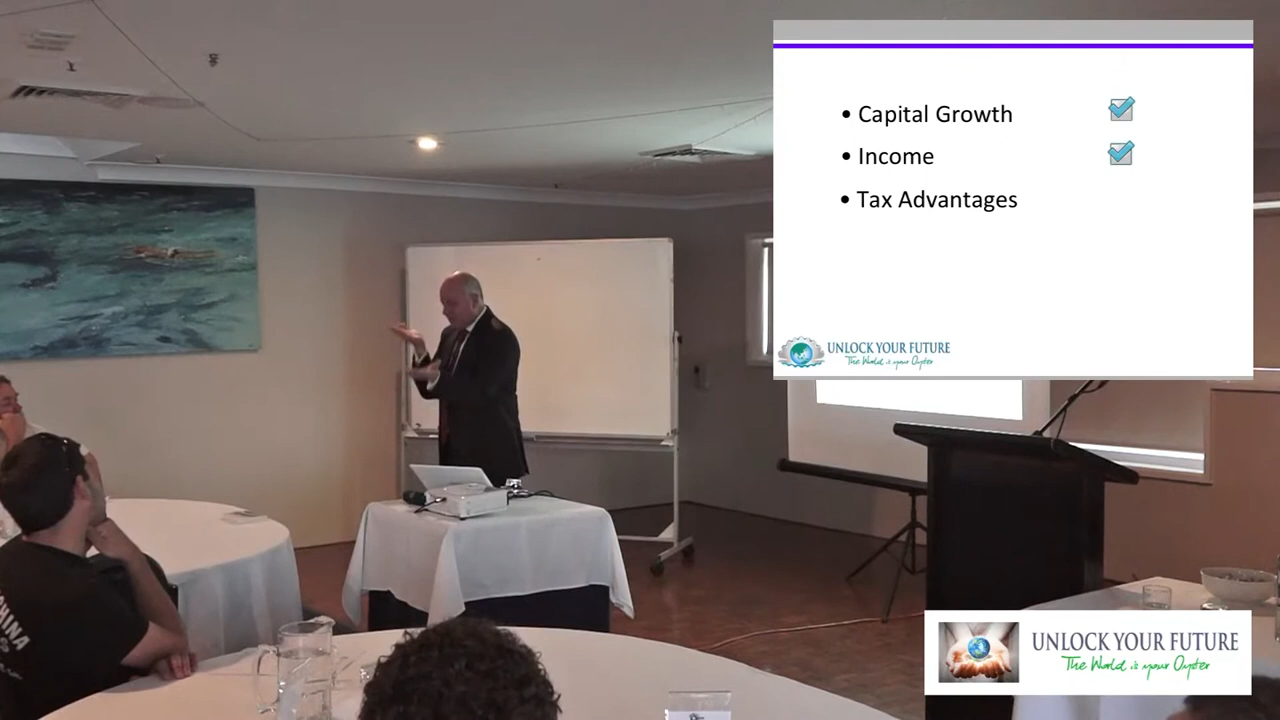 • Capital Growth
• Income
• Tax Advantages
UNLOCK YOUR FUTURE
The World is your Oyster
CHINA
UNLOCK YOUR FUTURE
The World is your Oyster